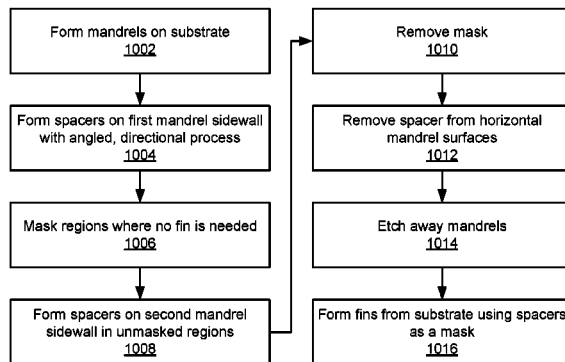 Form mandrels on substrate
1002
Form spacers on first mandrel sidewall
with angled, directional process
1004
Mask regions where no fin is needed
1006
Form spacers on second mandrel
sidewall in unmasked regions
1008
Remove mask
1010
Remove spacer from horizontal
mandrel surfaces
1012
Etch away mandrels
1014
Form fins from substrate using spacers
as a mask
1016